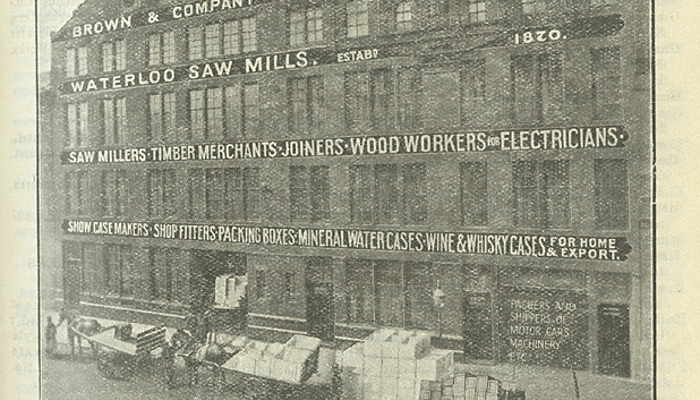 BROWN & COMPANY
WATERLOO SAW MILLS. ESTABD 1870.
SAW MILLERS · TIMBER MERCHANTS · JOINERS · WOOD WORKERS FOR ELECTRICIANS ·
SHOW CASE MAKERS · SHOP FITTERS · PACKING BOXES · MINERAL WATER CASES · WINE & WHISKY CASES FOR HOME
& EXPORT.
PACKERS AND
SHIPPERS OF
MOTOR CARS
MACHINERY
ETC